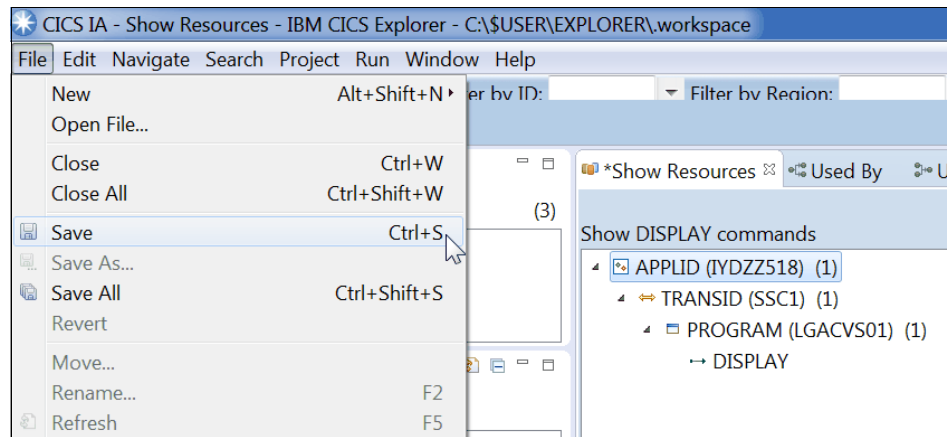 CICS IA - Show Resources - IBM CICS Explorer - C:\$USER\EXPLORER\.workspace
File Edit Navigate Search Project Run Window Help
New Alt+Shift+N
er by ID: Filter by Region:
Open File...
Close Ctrl+W
Close All Ctrl+Shift+W
*Show Resources Used By U
(3)
Save Ctrl+S
Show DISPLAY commands
Save As...
APPLID (IYDZZ518) (1)
Save All Ctrl+Shift+S
TRANSID (SSC1) (1)
Revert
PROGRAM (LGACVS01) (1)
Move...
DISPLAY
Rename... F2
Refresh F5